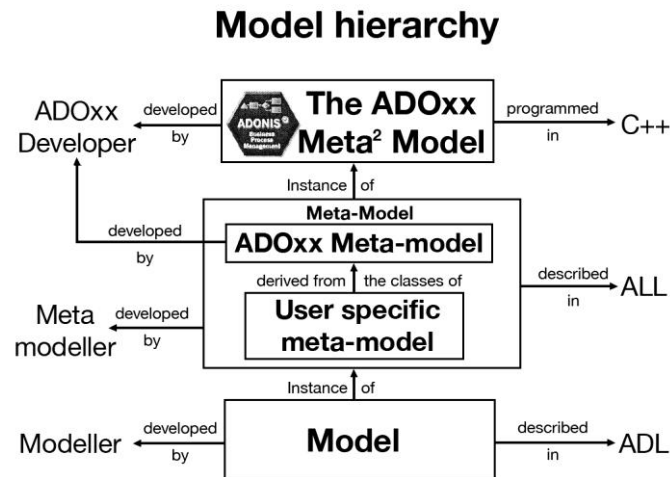 Model hierarchy
ADOxx
Developer
developed
by
ADONIS
Business
Process
Management
The ADOxx
Meta² Model
programmed
in
C++
Instance of
Meta-Model
ADOxx Meta-model
developed
by
derived from the classes of
User specific
meta-model
described
in
ALL
Meta
modeller
developed
by
Instance of
Modeller
developed
by
Model
described
in
ADL